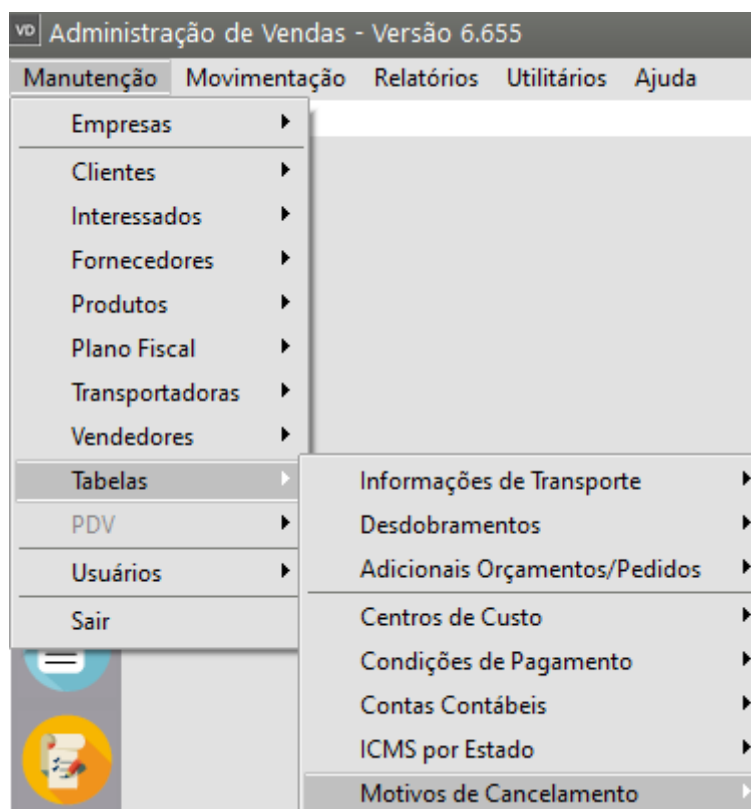 VD Administração de Vendas - Versão 6.655
Manutenção Movimentação Relatórios Utilitários Ajuda
Empresas
Clientes
Interessados
Fornecedores
Produtos
Plano Fiscal
Transportadoras
Vendedores
Tabelas
PDV
Usuários
Sair
Informações de Transporte
Desdobramentos
Adicionais Orçamentos/Pedidos
Centros de Custo
Condições de Pagamento
Contas Contábeis
ICMS por Estado
Motivos de Cancelamento